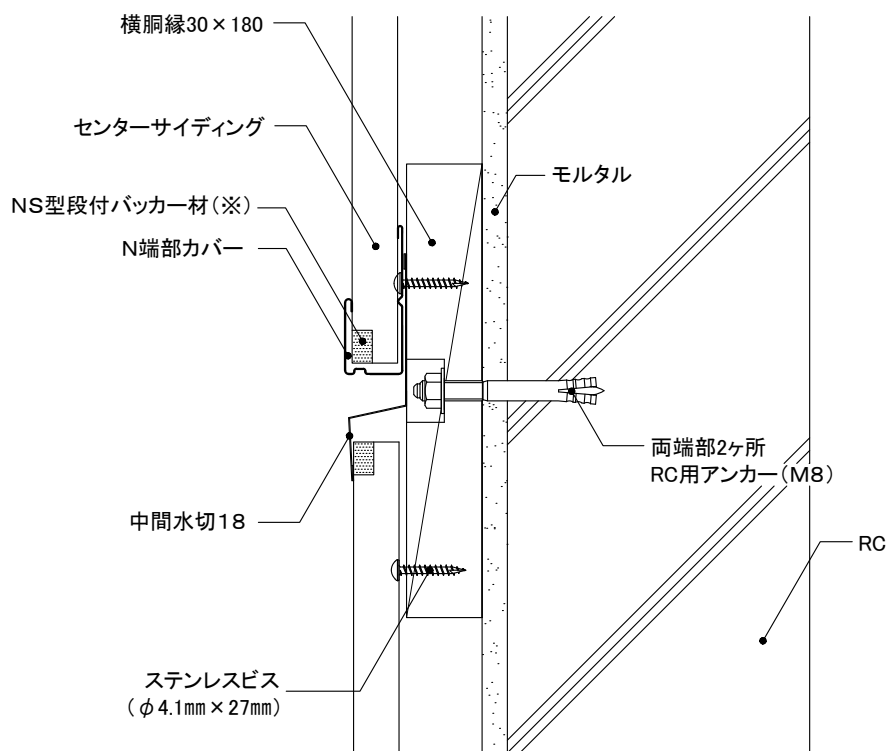 横胴縁30×180
センターサイディング
NS型段付バッカー材(※)
N端部カバー
モルタル
両端部2ヶ所
RC用アンカー(M8)
中間水切18
RC
ステンレスビス
(φ4.1㎜×27㎜)